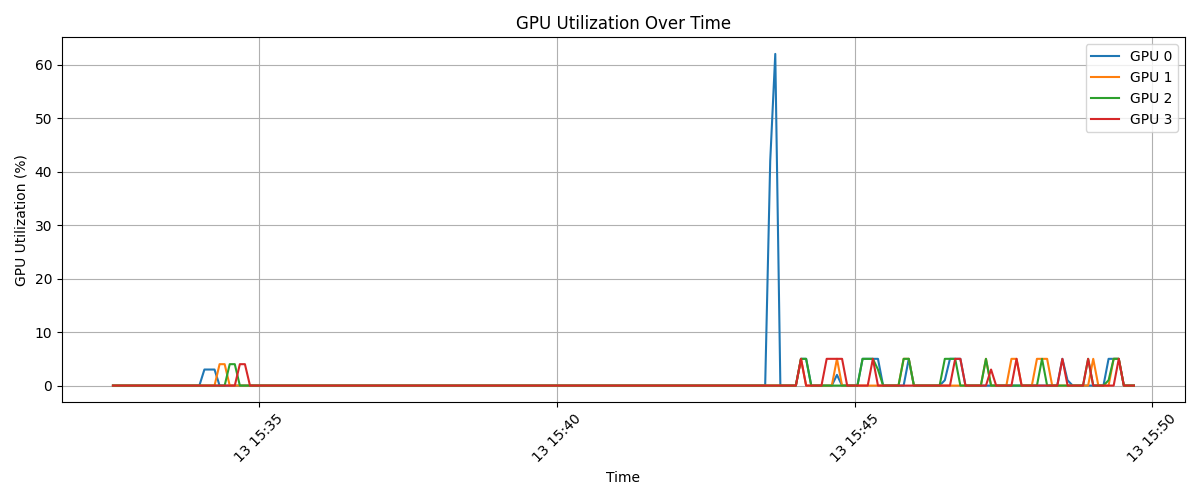 GPU Utilization Over Time
GPU Utilization (%)
60
50
40
30
20
10
0
GPU 0
GPU 1
GPU 2
GPU 3
13 15:35
13 15:40
13 15:45
13 15:50
Time